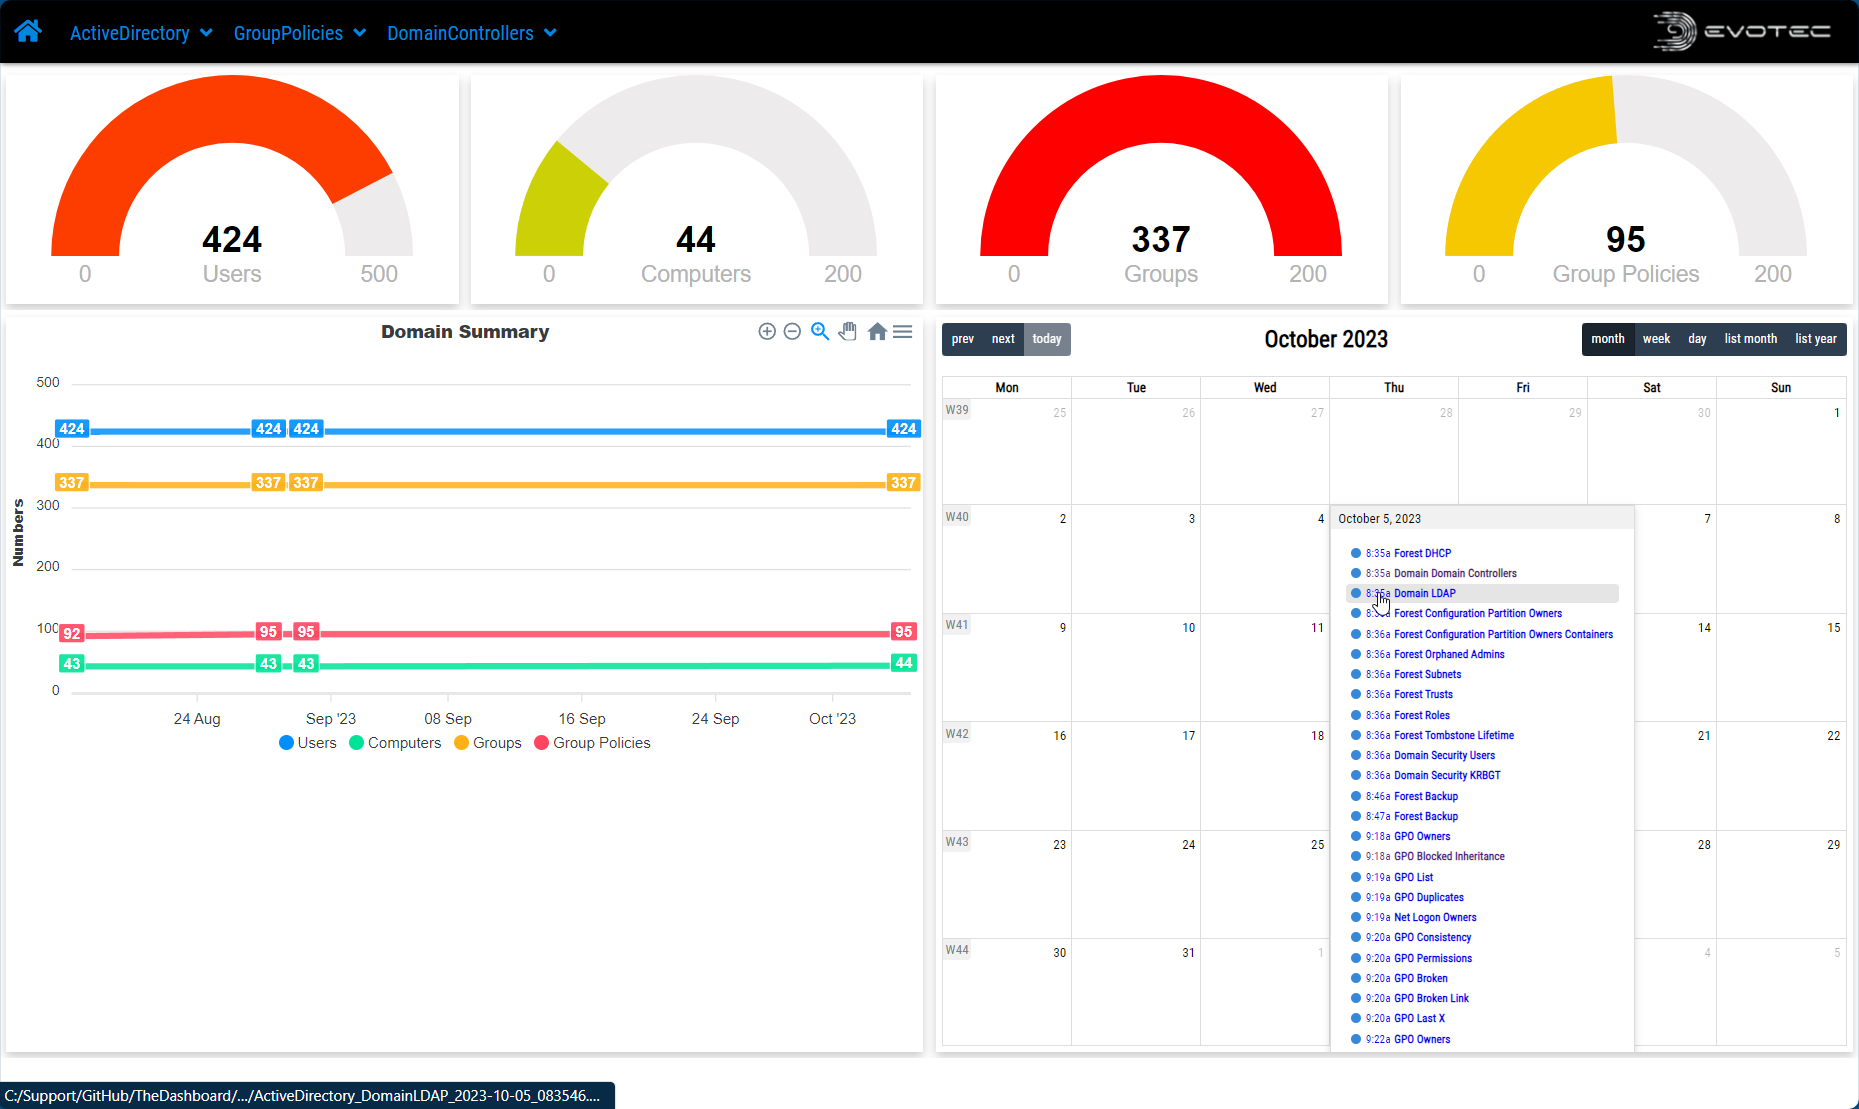 ActiveDirectory GroupPolicies DomainControllers
EVOTEC
424
0 Users 500
44
0 Computers 200
337
0 Groups 200
95
0 Group Policies 200
Domain Summary
Numbers
500
400
300
200
100
0
424 424 424 424
337 337 337 337
92 95 95 95
43 43 43 44
24 Aug Sep '23 08 Sep 16 Sep 24 Sep Oct '23
Users Computers Groups Group Policies
prev next today
October 2023
month week day list month list year
Mon Tue Wed Thu Fri Sat Sun
W39 25 26 27 28 29 30 1
W40 2 3 4 7 8
W41 9 10 11 14 15
W42 16 17 18 21 22
W43 23 24 25 28 29
W44 30 31 1 4 5
October 5, 2023
8:35a Forest DHCP
8:35a Domain Domain Controllers
8:35a Domain LDAP
Forest Configuration Partition Owners
8:36a Forest Configuration Partition Owners Containers
8:36a Forest Orphaned Admins
8:36a Forest Subnets
8:36a Forest Trusts
8:36a Forest Roles
8:36a Forest Tombstone Lifetime
8:36a Domain Security Users
8:36a Domain Security KRBGT
8:46a Forest Backup
8:47a Forest Backup
9:18a GPO Owners
9:18a GPO Blocked Inheritance
9:19a GPO List
9:19a GPO Duplicates
9:19a Net Logon Owners
9:20a GPO Consistency
9:20a GPO Permissions
9:20a GPO Broken
9:20a GPO Broken Link
9:20a GPO Last X
9:22a GPO Owners
C:/Support/GitHub/TheDashboard/.../ActiveDirectory_DomainLDAP_2023-10-05_083546....